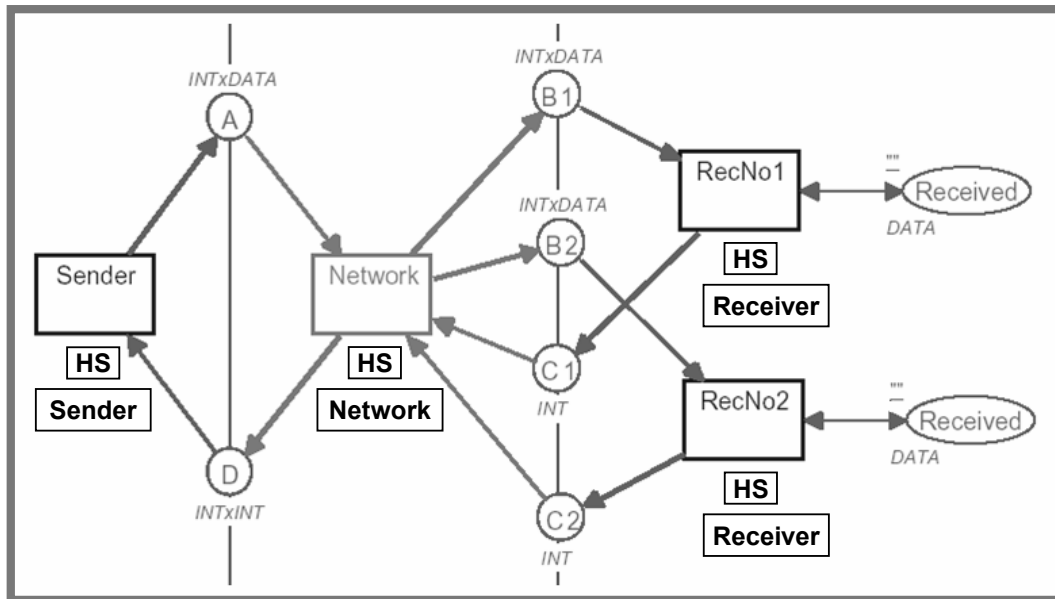 INTxDATA
A
Sender
HS
Sender
D
INTxINT
Network
HS
Network
INTxDATA
B1
INTxDATA
B2
C1
INT
C2
INT
RecNo1
HS
Receiver
""
Received
DATA
RecNo2
HS
Receiver
""
Received
DATA